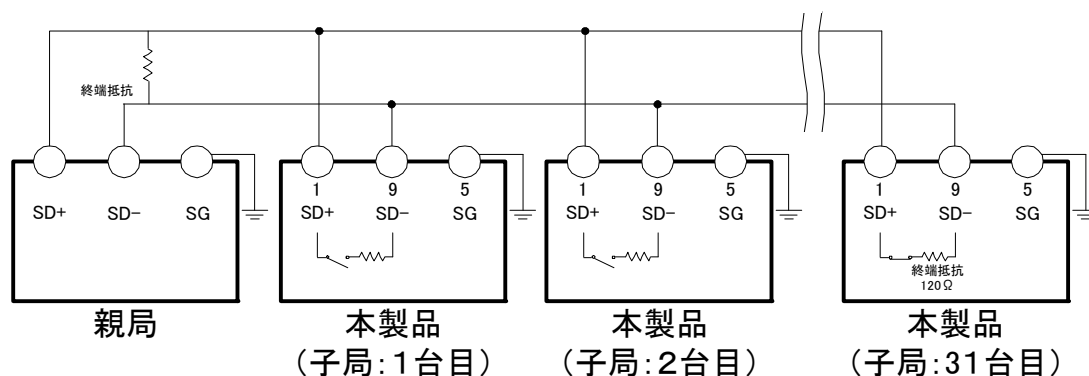 終端抵抗
1 9 5
SD+ SD- SG
SD+ SD- SG
1 9 5
SD+ SD- SG
1 9 5
SD+ SD- SG
終端抵抗
120Ω
親局
本製品
(子局:1台目)
本製品
(子局:2台目)
本製品
(子局:31台目)